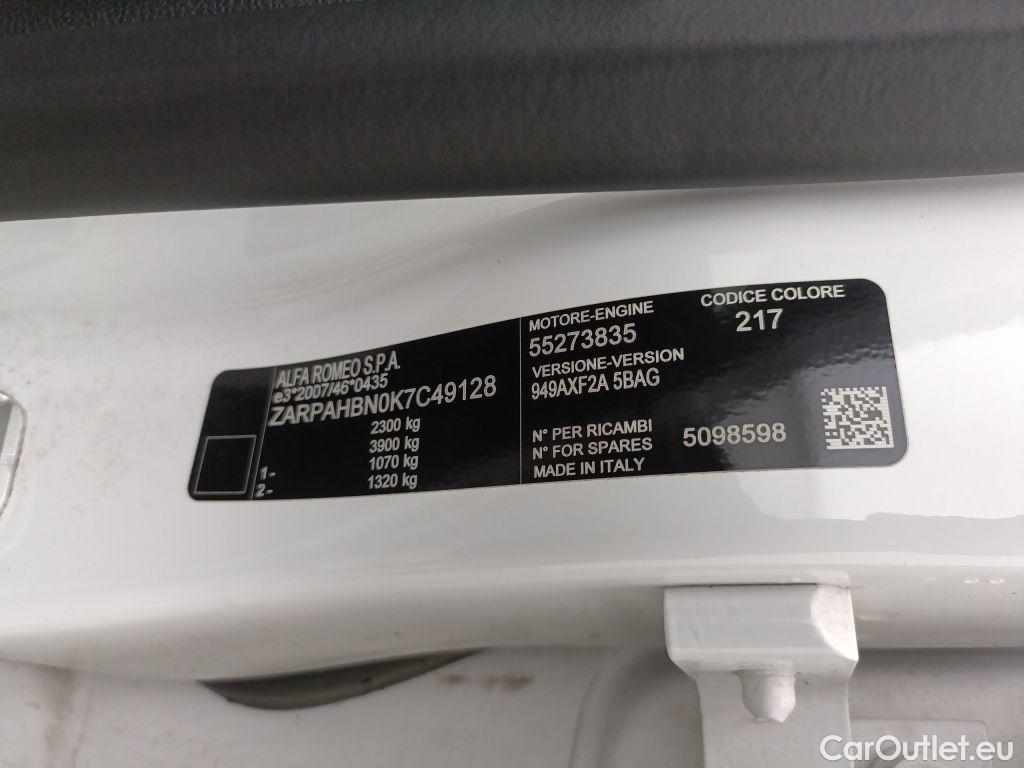 ALFA ROMEO S.P.A.
e3*2007/46*0435
ZARPAHBN0K7C49128
2300 kg
3900 kg
1- 1070 kg
2- 1320 kg
MOTORE-ENGINE
55273835
VERSIONE-VERSION
949AXF2A 5BAG
N° PER RICAMBI
N° FOR SPARES 5098598
MADE IN ITALY
CODICE COLORE
217
CarOutlet.eu